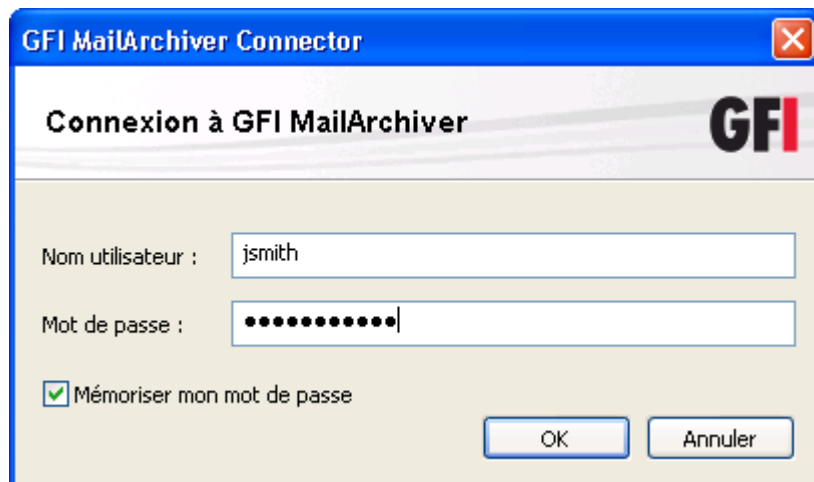 GFI MailArchiver Connector
Connexion à GFI MailArchiver
GFI
Nom utilisateur :
jsmith
Mot de passe :
●●●●●●●●●●●
Mémoriser mon mot de passe
OK
Annuler